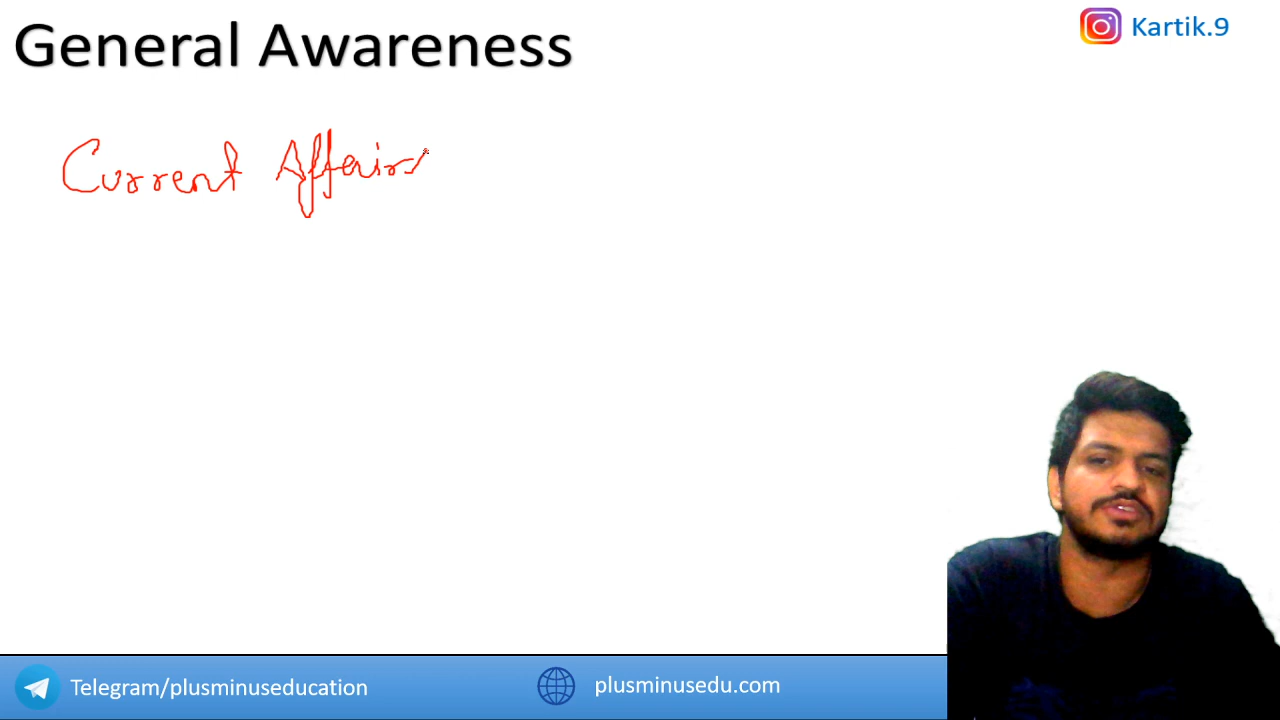 General Awareness
Kartik.9
Current Affairs
Telegram/plusminuseducation
plusminusedu.com